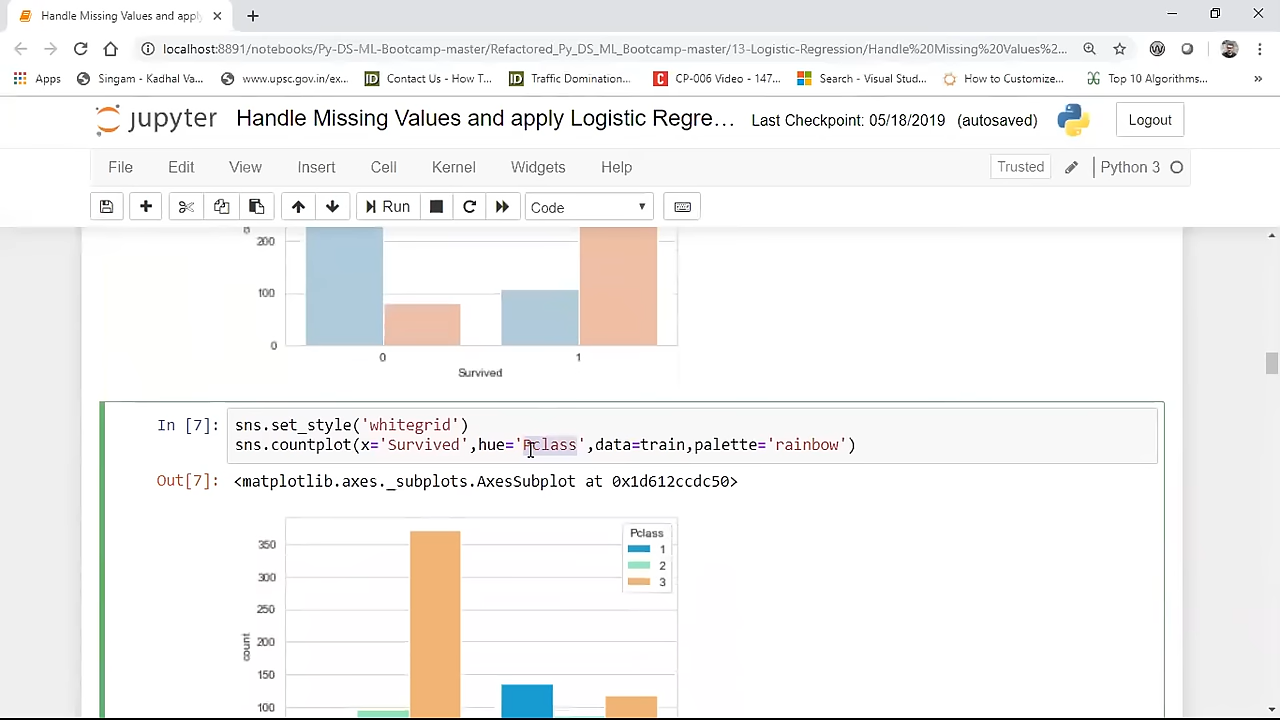 Handle Missing Values and apply
localhost:8891/notebooks/Py-DS-ML-Bootcamp-master/Refactored_Py_DS_ML_Bootcamp-master/13-Logistic-Regression/Handle%20Missing%20Values%2...
Apps Singam - Kadhal Va... www.upsc.gov.in/ex... Contact Us - How T... Traffic Domination... CP-006 Video - 147... Search - Visual Stud... How to Customize... Top 10 Algorithms... »
jupyter Handle Missing Values and apply Logistic Regre... Last Checkpoint: 05/18/2019 (autosaved) Logout
File Edit View Insert Cell Kernel Widgets Help Trusted Python 3
Run Code
200
100
0
0 1
Survived
In [7]: sns.set_style('whitegrid')
sns.countplot(x='Survived',hue='Pclass',data=train,palette='rainbow')
Out[7]: <matplotlib.axes._subplots.AxesSubplot at 0x1d612ccdc50>
Pclass
1
2
3
350
300
250
200
150
100
count